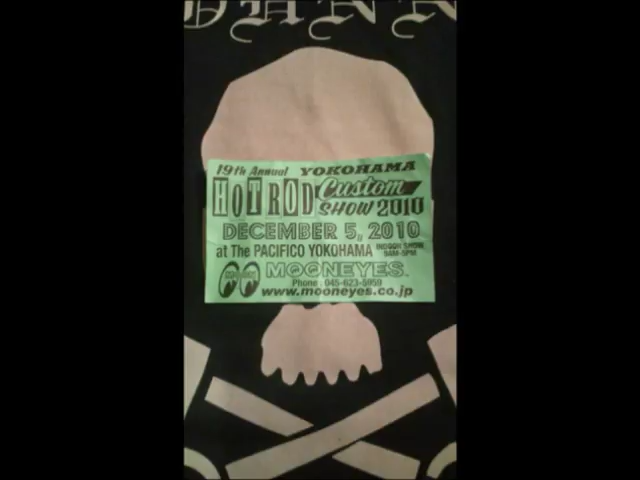 19th Annual YOKOHAMA
HOT ROD Custom
SHOW 2010
DECEMBER 5, 2010
at The PACIFICO YOKOHAMA INDOOR SHOW
9AM-5PM
MOONEYES.
Phone : 045-623-5959
www.mooneyes.co.jp